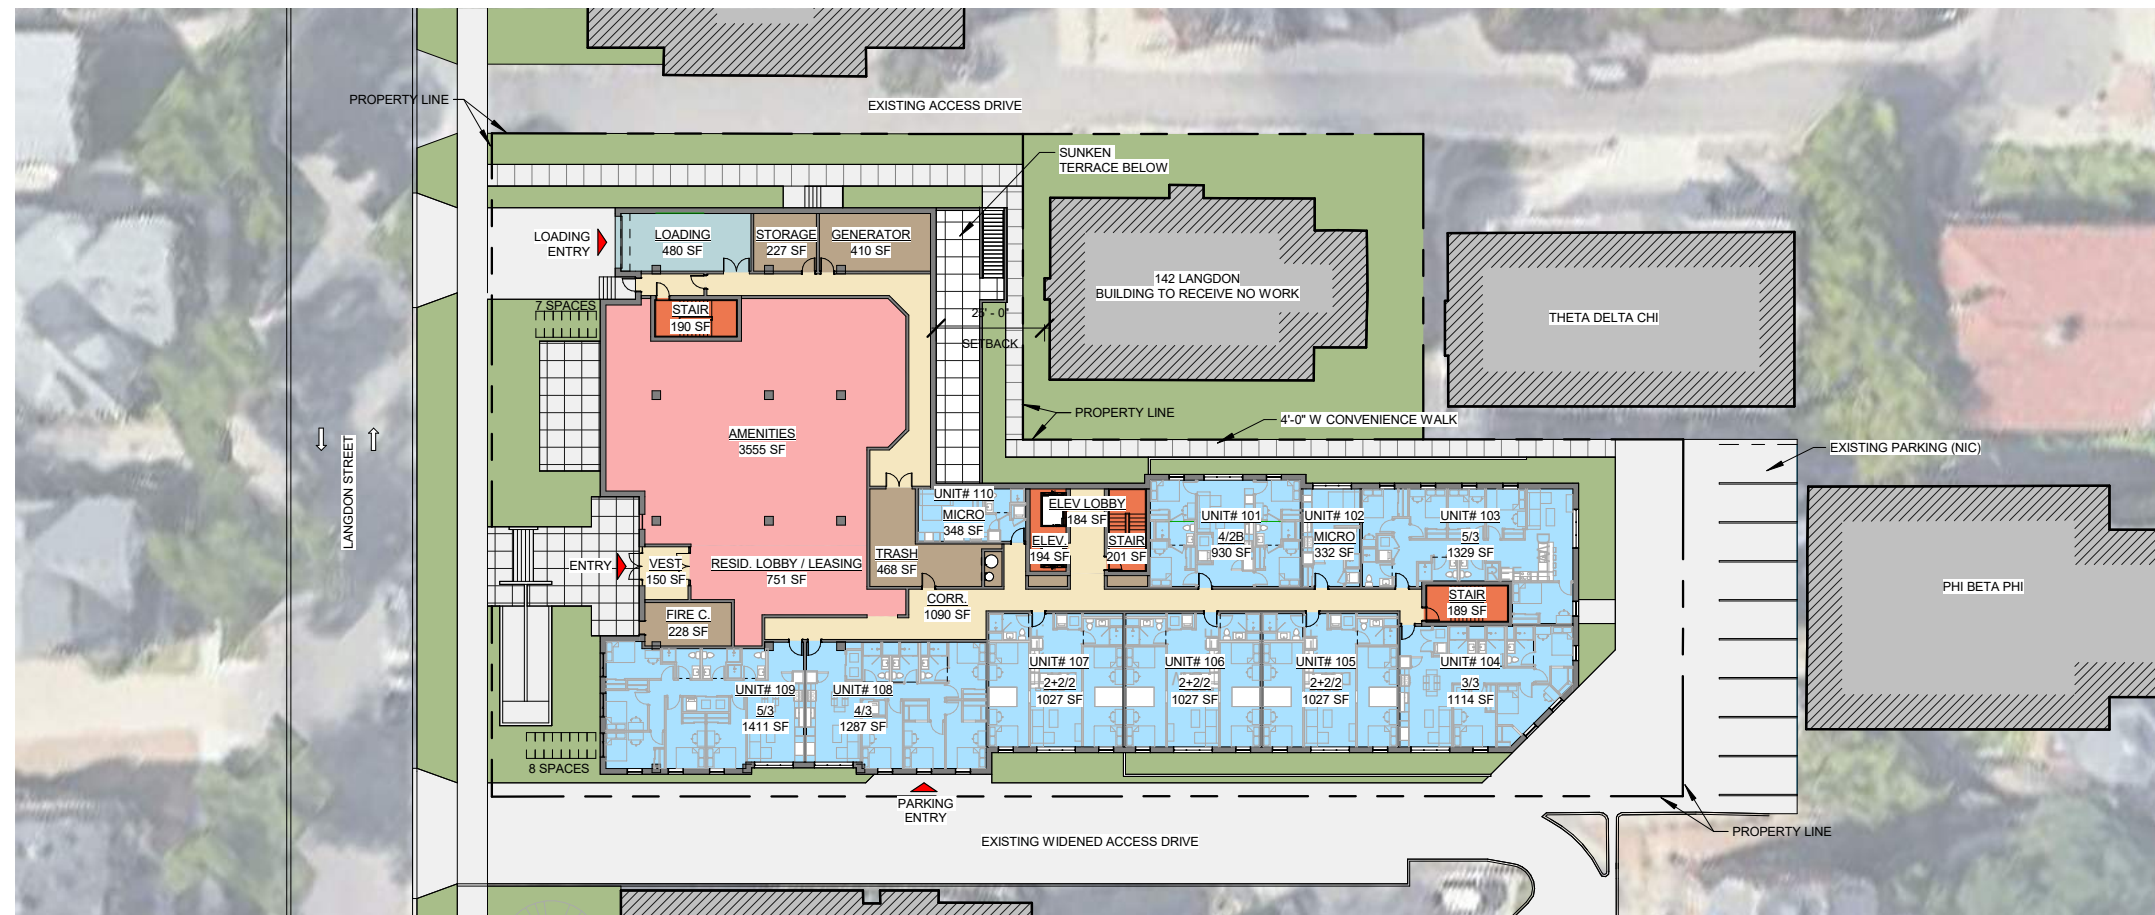 PROPERTY LINE
EXISTING ACCESS DRIVE
SUNKEN
TERRACE BELOW
LOADING
ENTRY
LOADING
480 SF
STORAGE
227 SF
GENERATOR
410 SF
142 LANGDON
BUILDING TO RECEIVE NO WORK
THETA DELTA CHI
7 SPACES
STAIR
190 SF
25' - 0"
SETBACK
PROPERTY LINE
4'-0" W CONVENIENCE WALK
EXISTING PARKING (NIC)
LANGDON STREET
AMENITIES
3555 SF
UNIT# 110
MICRO
348 SF
ELEV LOBBY
184 SF
ELEV.
194 SF
STAIR
201 SF
UNIT# 101
4/2B
930 SF
UNIT# 102
MICRO
332 SF
UNIT# 103
5/3
1329 SF
ENTRY
VEST.
150 SF
RESID. LOBBY / LEASING
751 SF
TRASH
468 SF
CORR.
1090 SF
STAIR
189 SF
PHI BETA PHI
FIRE C.
228 SF
UNIT# 109
5/3
1411 SF
UNIT# 108
4/3
1287 SF
UNIT# 107
2+2/2
1027 SF
UNIT# 106
2+2/2
1027 SF
UNIT# 105
2+2/2
1027 SF
UNIT# 104
3/3
1114 SF
8 SPACES
PARKING
ENTRY
EXISTING WIDENED ACCESS DRIVE
PROPERTY LINE